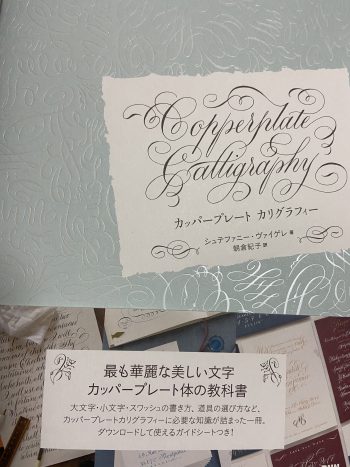 Copperplate
Calligraphy
カッパープレート カリグラフィー
シュテファニー・ヴァイゲレ 著
朝倉紀子 訳
最も華麗な美しい文字
カッパープレート体の教科書
大文字・小文字・スワッシュの書き方、道具の選び方など、
カッパープレートカリグラフィーに必要な知識が詰まった一冊。
ダウンロードして使えるガイドシートつき!